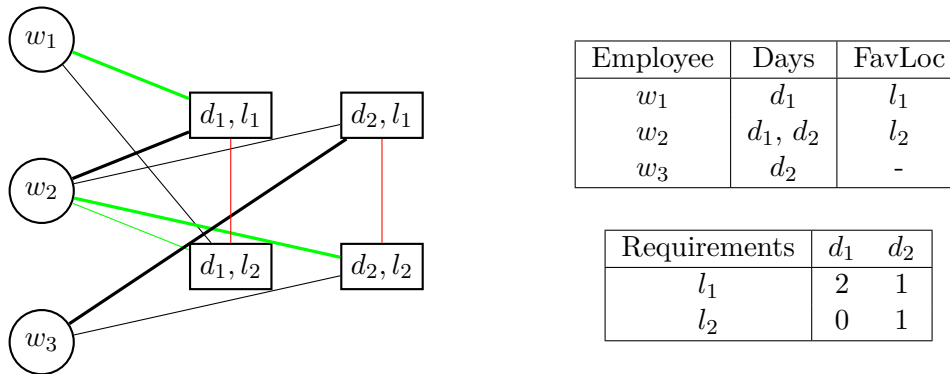 w₁
d₁, l₁
d₂, l₁
w₂
d₁, l₂
d₂, l₂
w₃
Employee Days FavLoc
w₁ d₁ l₁
w₂ d₁, d₂ l₂
w₃ d₂ -
Requirements d₁ d₂
l₁ 2 1
l₂ 0 1